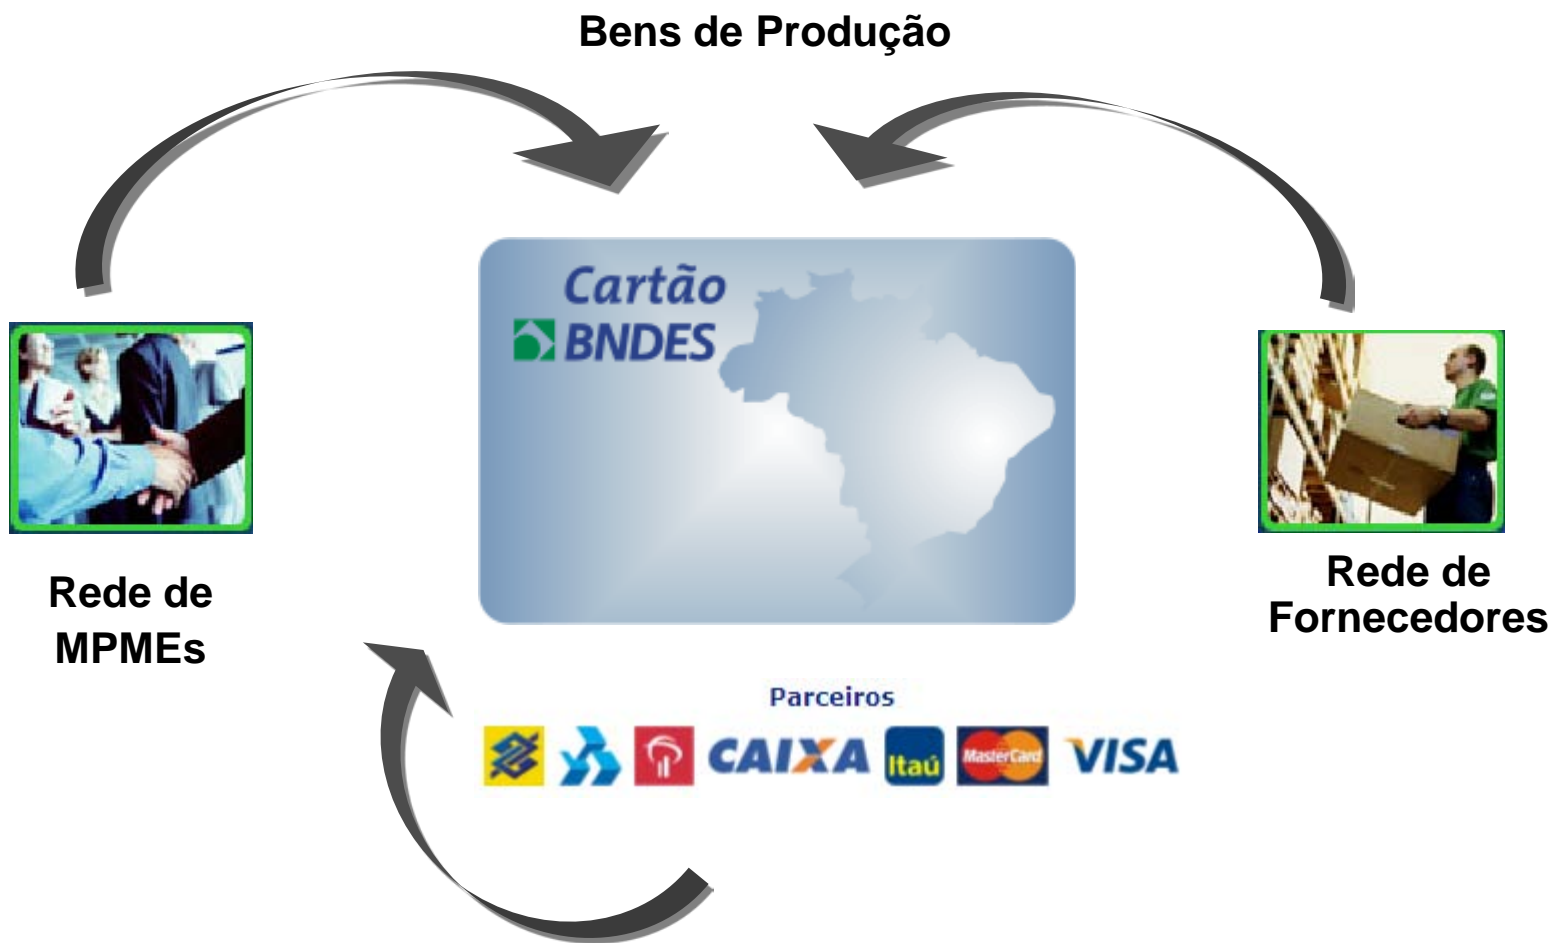 Bens de Produção
Cartão
BNDES
Rede de
MPMEs
Rede de
Fornecedores
Parceiros
CAIXA
Itaú
MasterCard
VISA